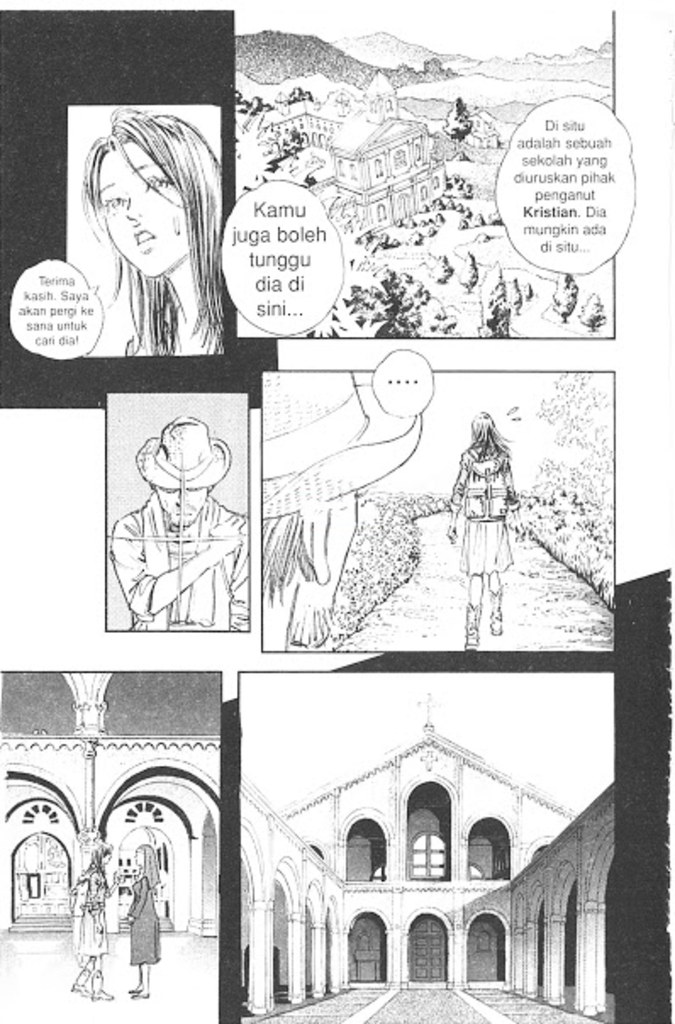 Di situ
adalah sebuah
sekolah yang
diuruskan pihak
penganut
Kristian. Dia
mungkin ada
di situ...
Kamu
juga boleh
tunggu
dia di
sini...
Terima
kasih. Saya
akan pergi ke
sana untuk
cari dia!
....